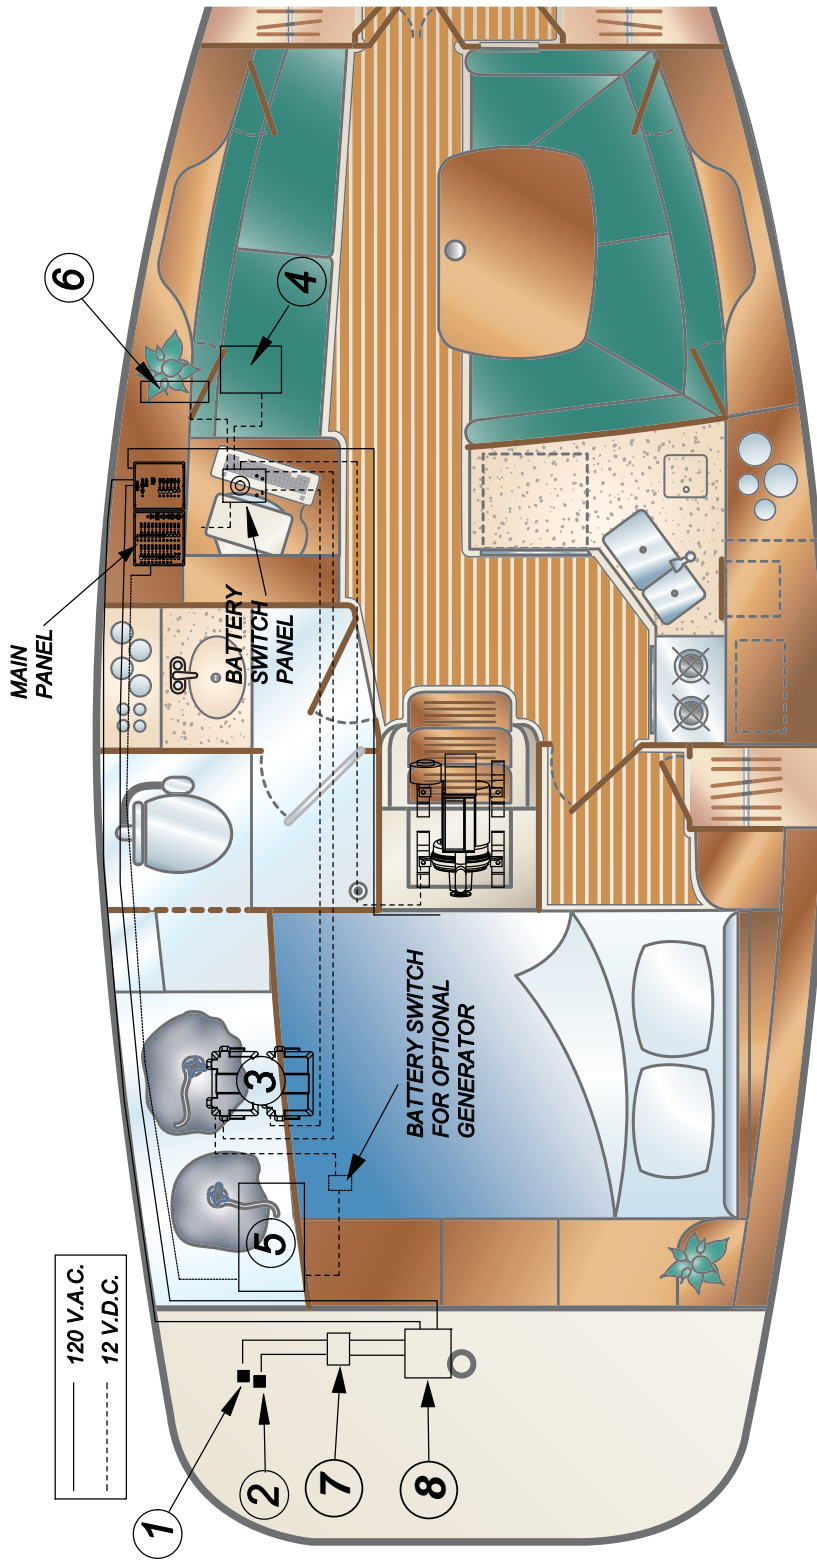 6
4
MAIN
PANEL
BATTERY
SWITCH
PANEL
3
BATTERY SWITCH
FOR OPTIONAL
GENERATOR
5
120 V.A.C.
12 V.D.C.
1
2
7
8